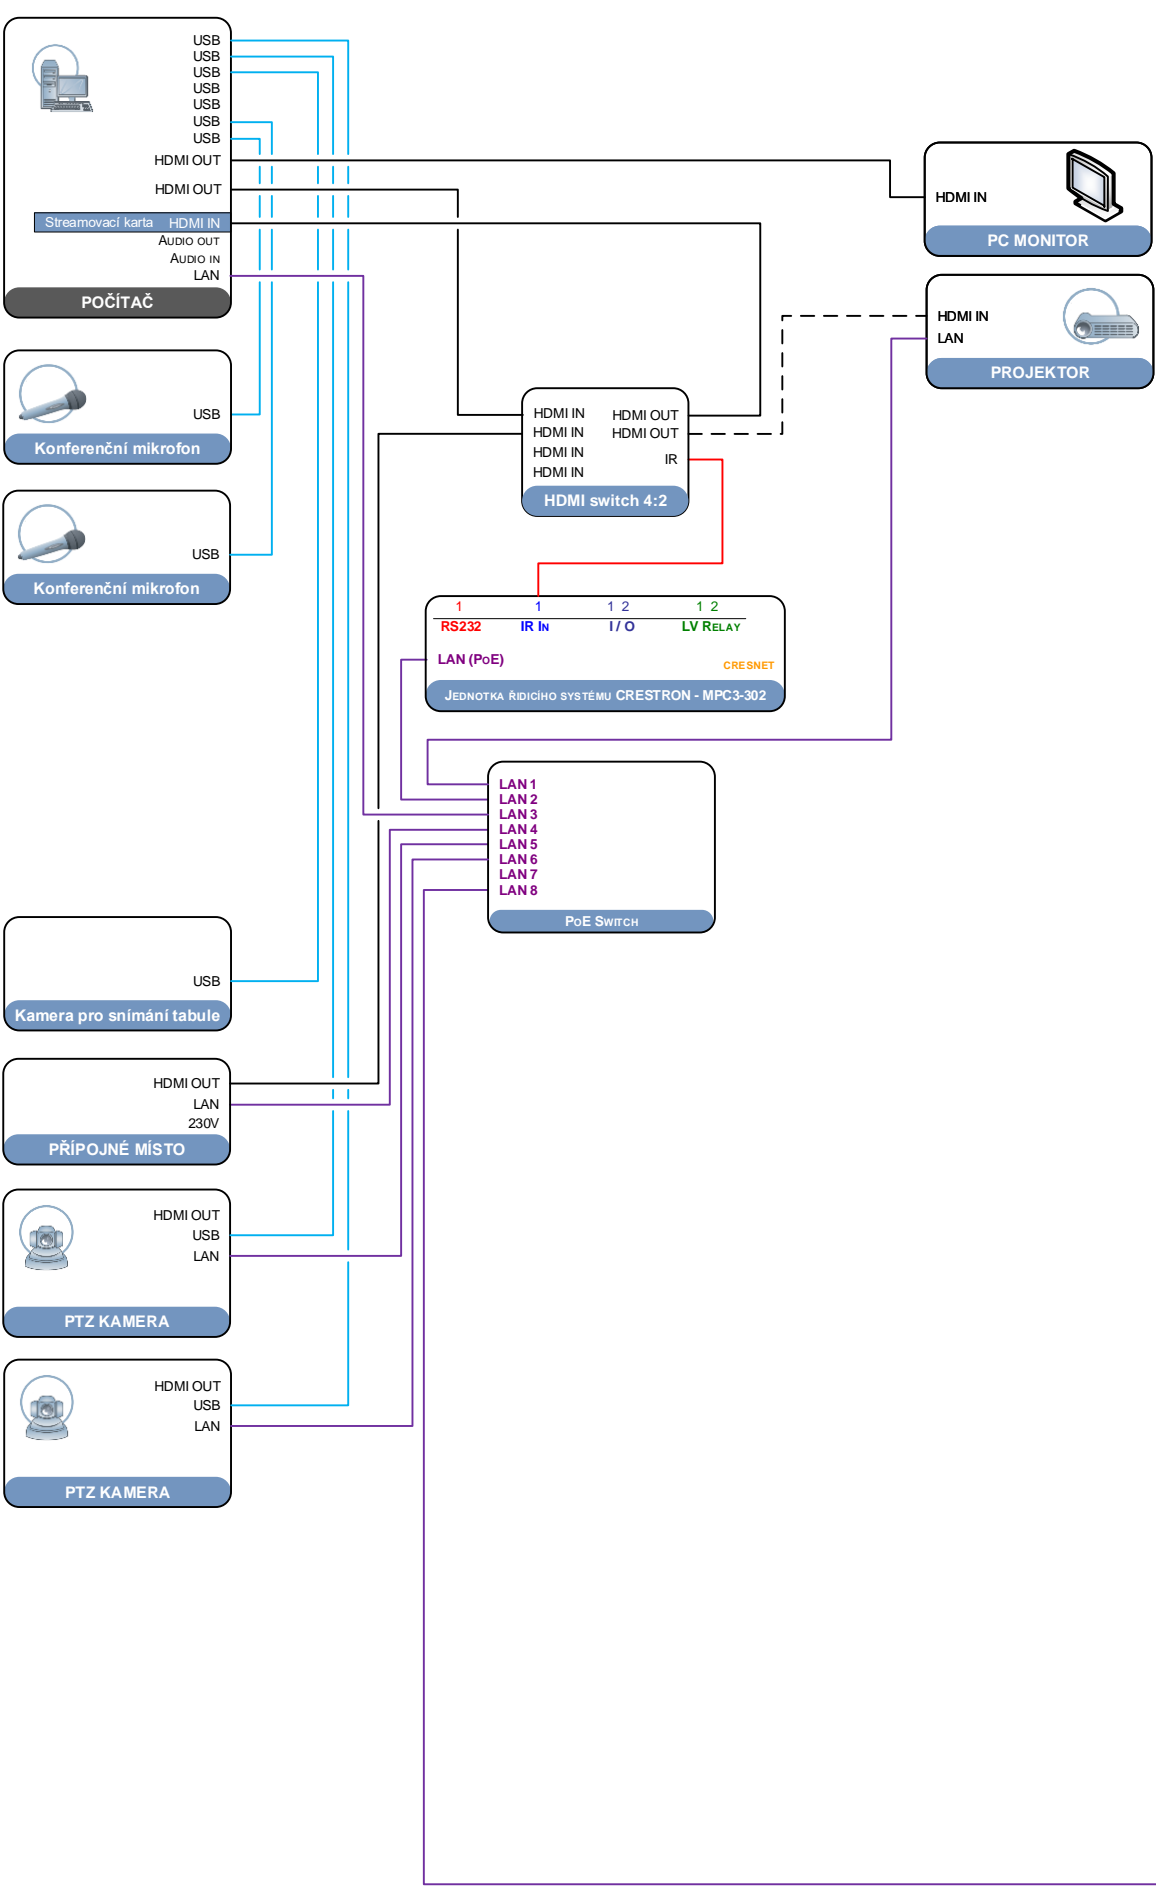 USB
USB
USB
USB
USB
USB
USB
HDMI OUT
HDMI OUT
Streamovací karta HDMI IN
AUDIO OUT
AUDIO IN
LAN
POČÍTAČ
HDMI IN
PC MONITOR
HDMI IN
LAN
PROJEKTOR
USB
Konferenční mikrofon
USB
Konferenční mikrofon
HDMI IN HDMI OUT
HDMI IN HDMI OUT
HDMI IN IR
HDMI IN
HDMI switch 4:2
1 1 1 2 1 2
RS232 IR IN I / O LV RELAY
LAN (POE)
CRESNET
JEDNOTKA ŘIDICÍHO SYSTÉMU CRESTRON - MPC3-302
LAN 1
LAN 2
LAN 3
LAN 4
LAN 5
LAN 6
LAN 7
LAN 8
POE SWITCH
USB
Kamera pro snímání tabule
HDMI OUT
LAN
230V
PŘÍPOJNÉ MÍSTO
HDMI OUT
USB
LAN
PTZ KAMERA
HDMI OUT
USB
LAN
PTZ KAMERA